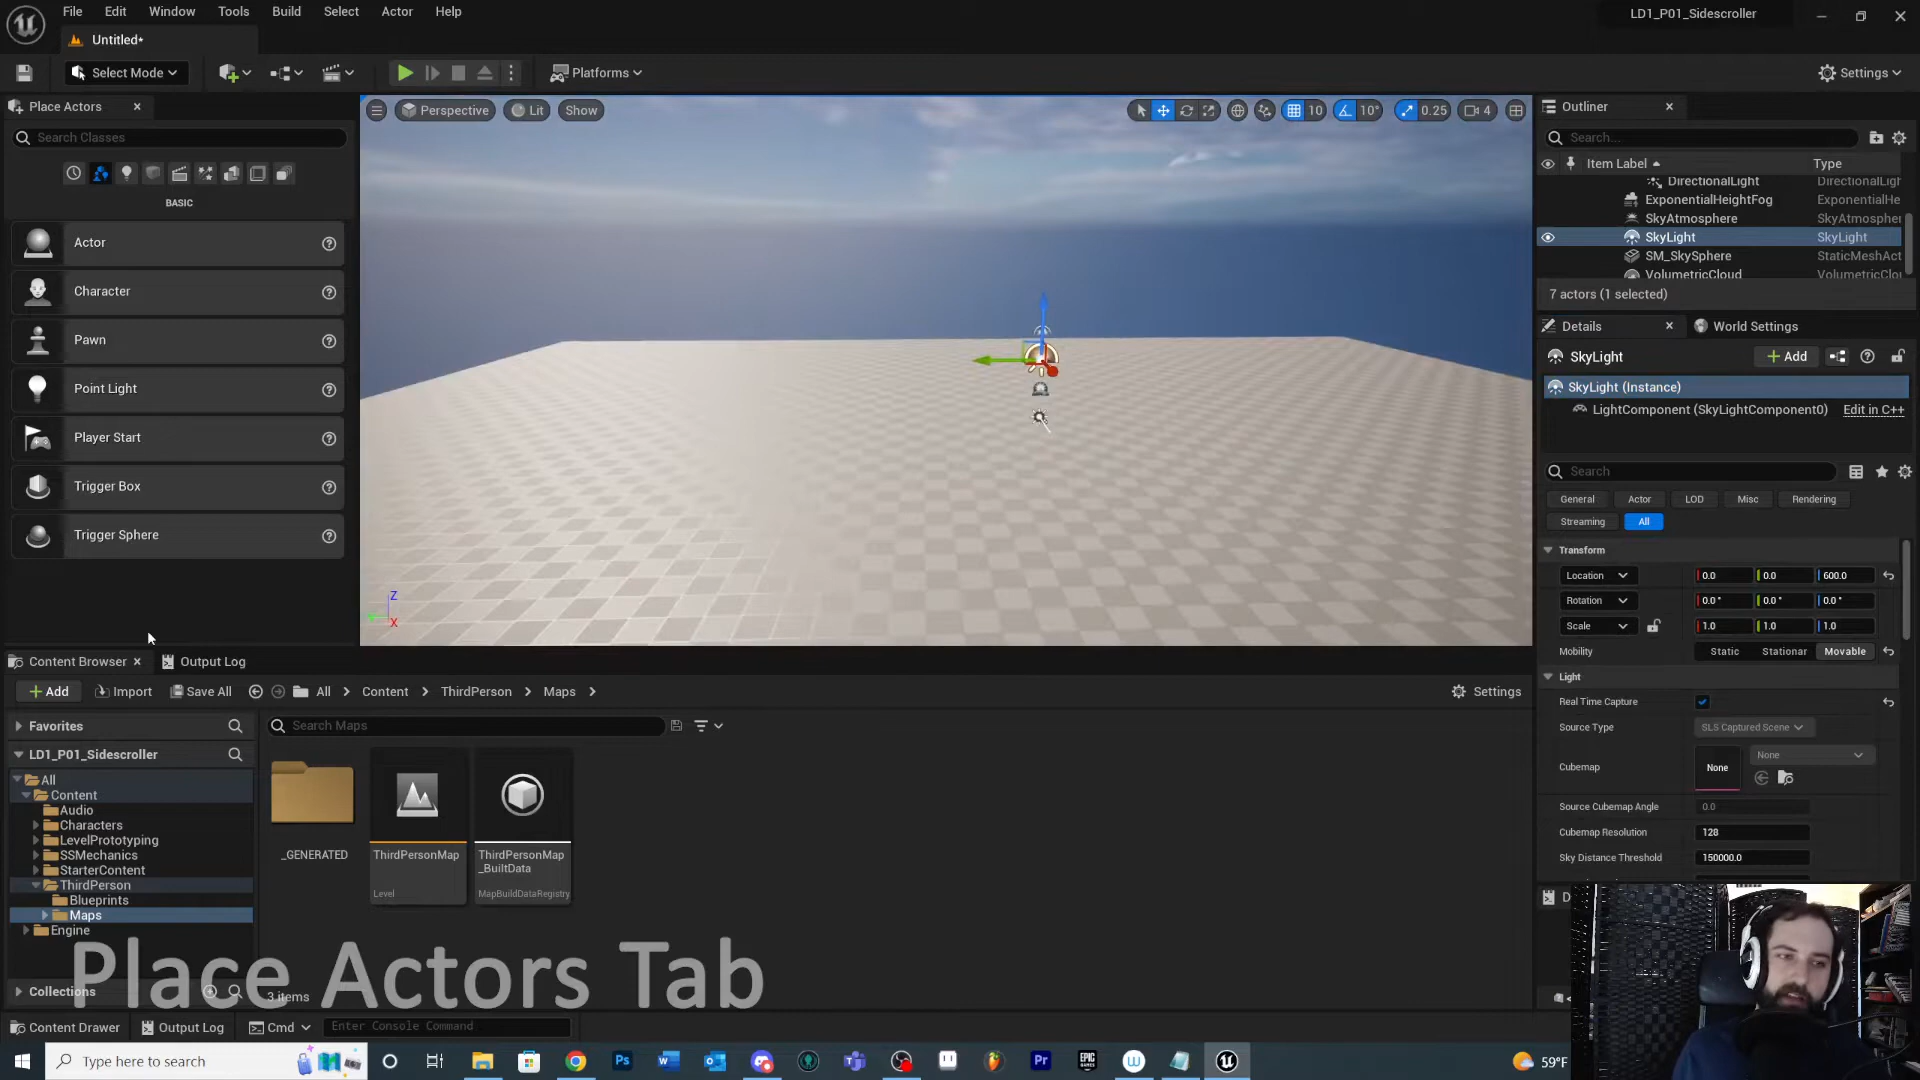 File Edit Window Tools Build Select Actor Help
LD1_P01_Sidescroller
Untitled*
Select Mode
Platforms
Settings
Place Actors
Search Classes
BASIC
Actor
Character
Pawn
Point Light
Player Start
Trigger Box
Trigger Sphere
Perspective Lit Show
10 10° 0.25 4
Z
X
Outliner
Search...
Item Label Type
DirectionalLight DirectionalLigh
ExponentialHeightFog ExponentialHe
SkyAtmosphere SkyAtmospher
SkyLight SkyLight
SM_SkySphere StaticMeshAct
VolumetricCloud VolumetricClou
7 actors (1 selected)
Details World Settings
SkyLight
Add
SkyLight (Instance)
LightComponent (SkyLightComponent0) Edit in C++
Search
General Actor LOD Misc Rendering
Streaming All
Transform
Location 0.0 0.0 600.0
Rotation 0.0° 0.0° 0.0°
Scale 1.0 1.0 1.0
Mobility Static Stationar Movable
Light
Real Time Capture
Source Type SLS Captured Scene
Cubemap None None
Source Cubemap Angle 0.0
Cubemap Resolution 128
Sky Distance Threshold 150000.0
D
Content Browser Output Log
Add Import Save All All Content ThirdPerson Maps
Settings
Favorites
Search Maps
LD1_P01_Sidescroller
All
Content
Audio
Characters
LevelPrototyping
SSMechanics
StarterContent
ThirdPerson
Blueprints
Maps
Engine
Collections
_GENERATED
ThirdPersonMap
Level
ThirdPersonMap
_BuiltData
MapBuildDataRegistry
3 items
Place Actors Tab
Content Drawer Output Log Cmd Enter Console Command
Type here to search
Ps
Pr
EPIC
GAMES
59°F